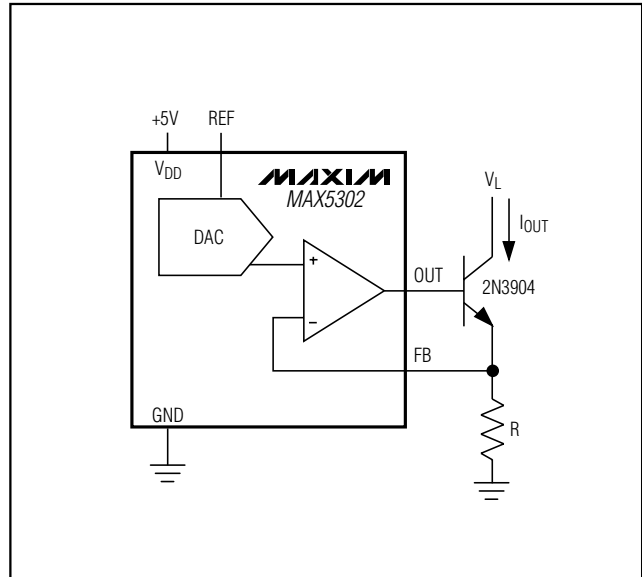 +5V
REF
V_DD
MAXIM
MAX5302
DAC
+
−
OUT
FB
GND
V_L
I_OUT
2N3904
R